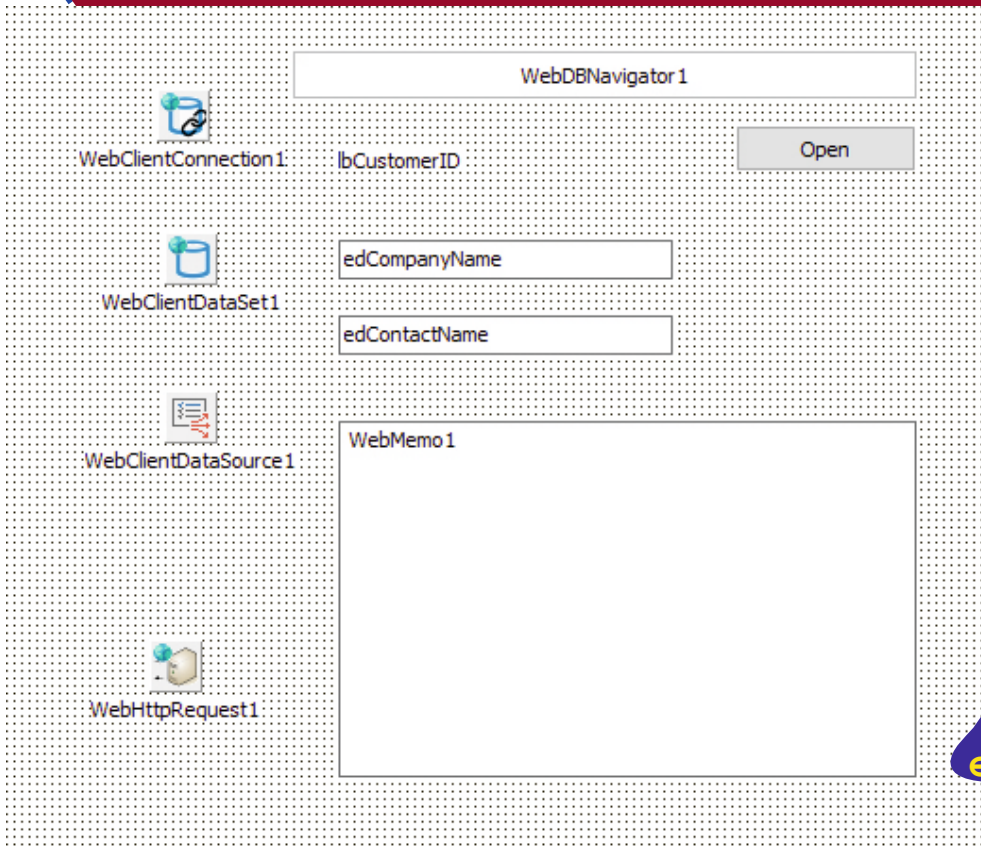 WebDBNavigator1
WebClientConnection1
lbCustomerID
Open
WebClientDataSet1
edCompanyName
edContactName
WebClientDataSource1
WebMemo1
WebHttpRequest1
e